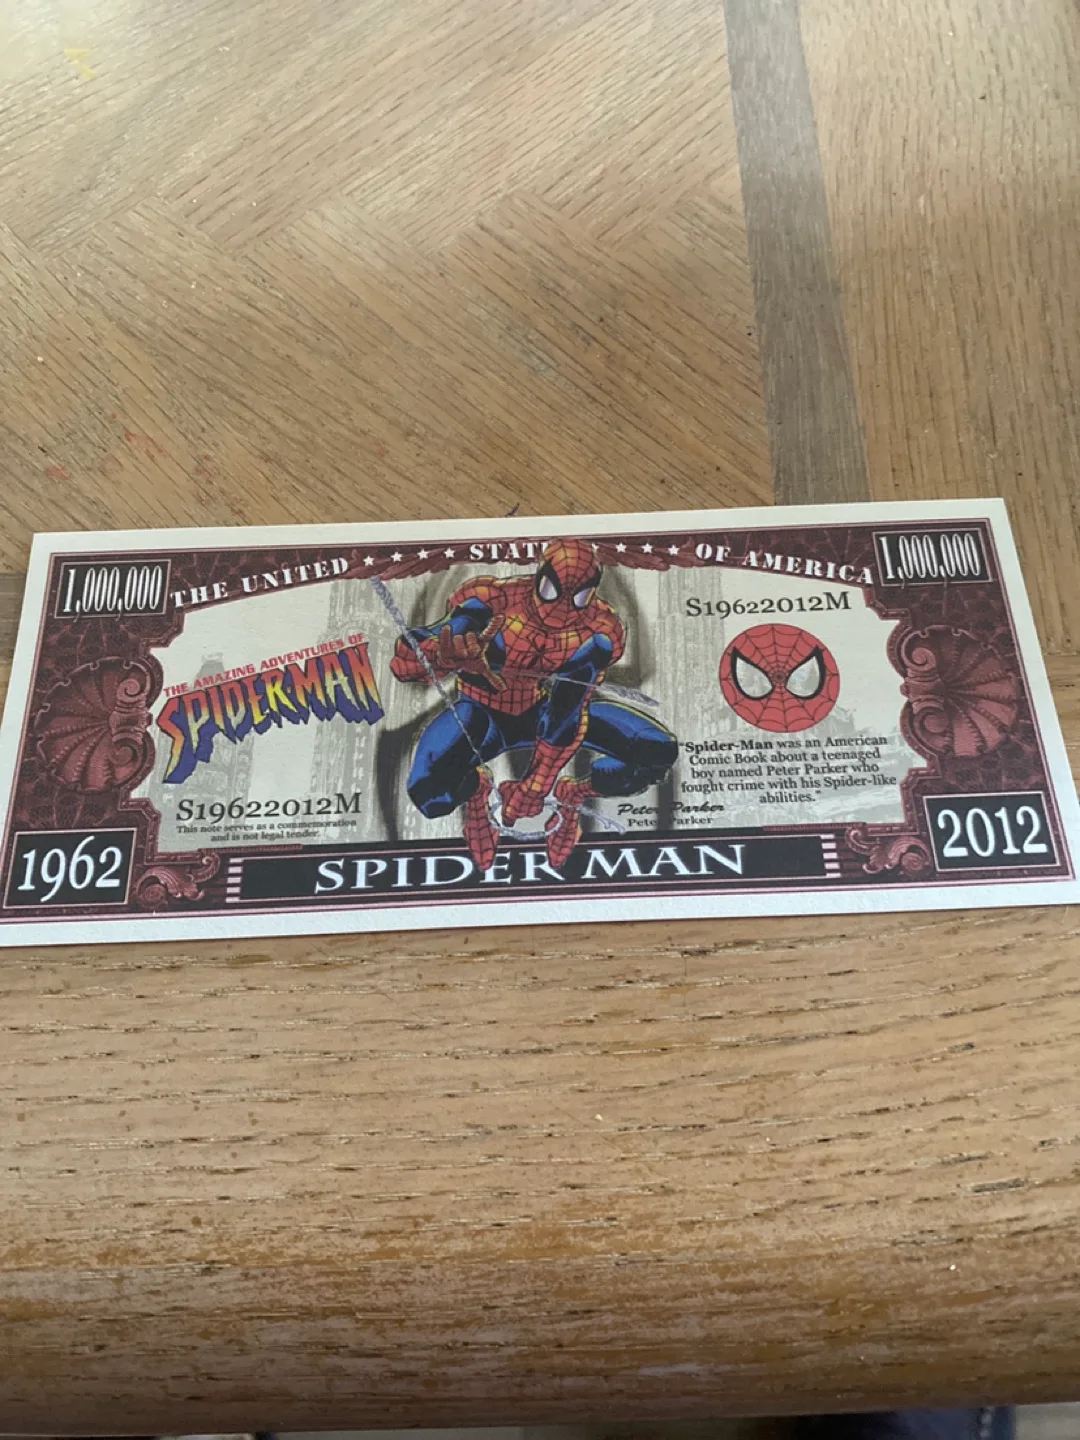 1,000,000 THE UNITED STAT OF AMERICA 1,000,000
S19622012M
THE AMAZING ADVENTURES OF
SPIDER-MAN
"Spider-Man was an American
Comic Book about a teenaged
boy named Peter Parker who
fought crime with his Spider-like
abilities."
S19622012M
This note serves as a commemoration
and is not legal tender.
Peter Parker
Peter Parker
1962 SPIDER MAN 2012